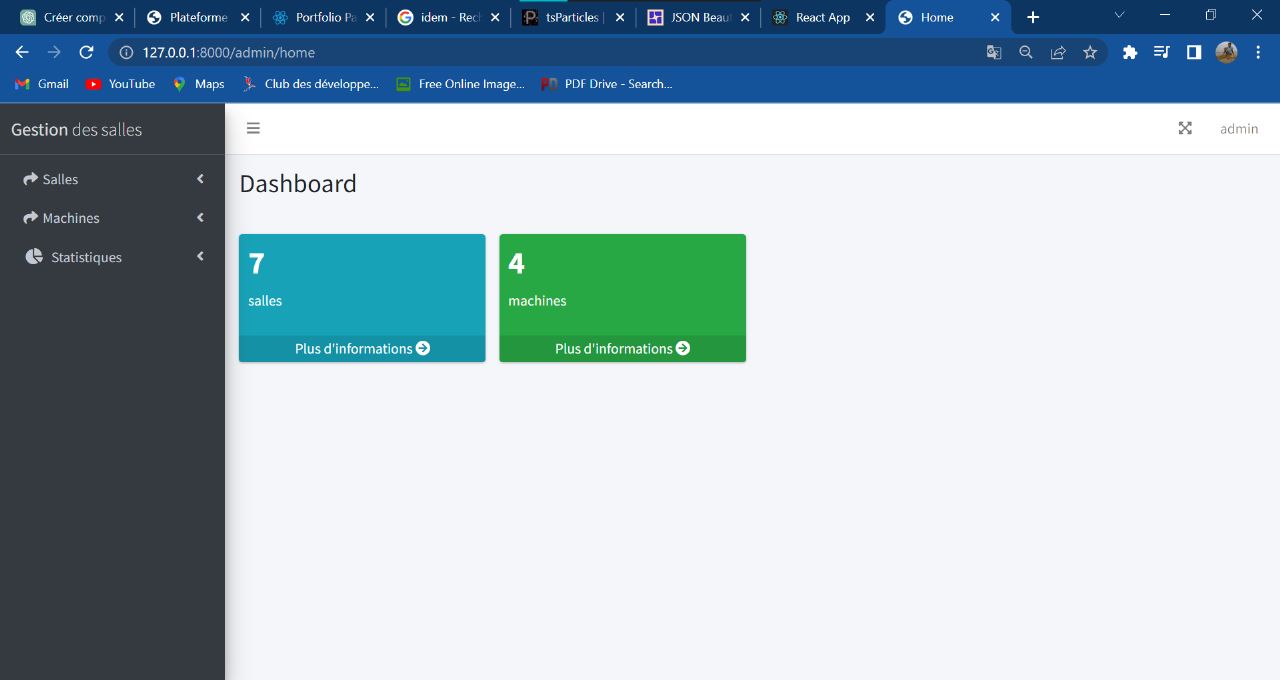 Créer comp
Plateforme
Portfolio Pa
idem - Rech
tsParticles |
JSON Beaut
React App
Home
127.0.0.1:8000/admin/home
Gmail
YouTube
Maps
Club des développe...
Free Online Image...
PDF Drive - Search...
Gestion des salles
admin
Salles
Machines
Statistiques
Dashboard
7
salles
Plus d'informations
4
machines
Plus d'informations